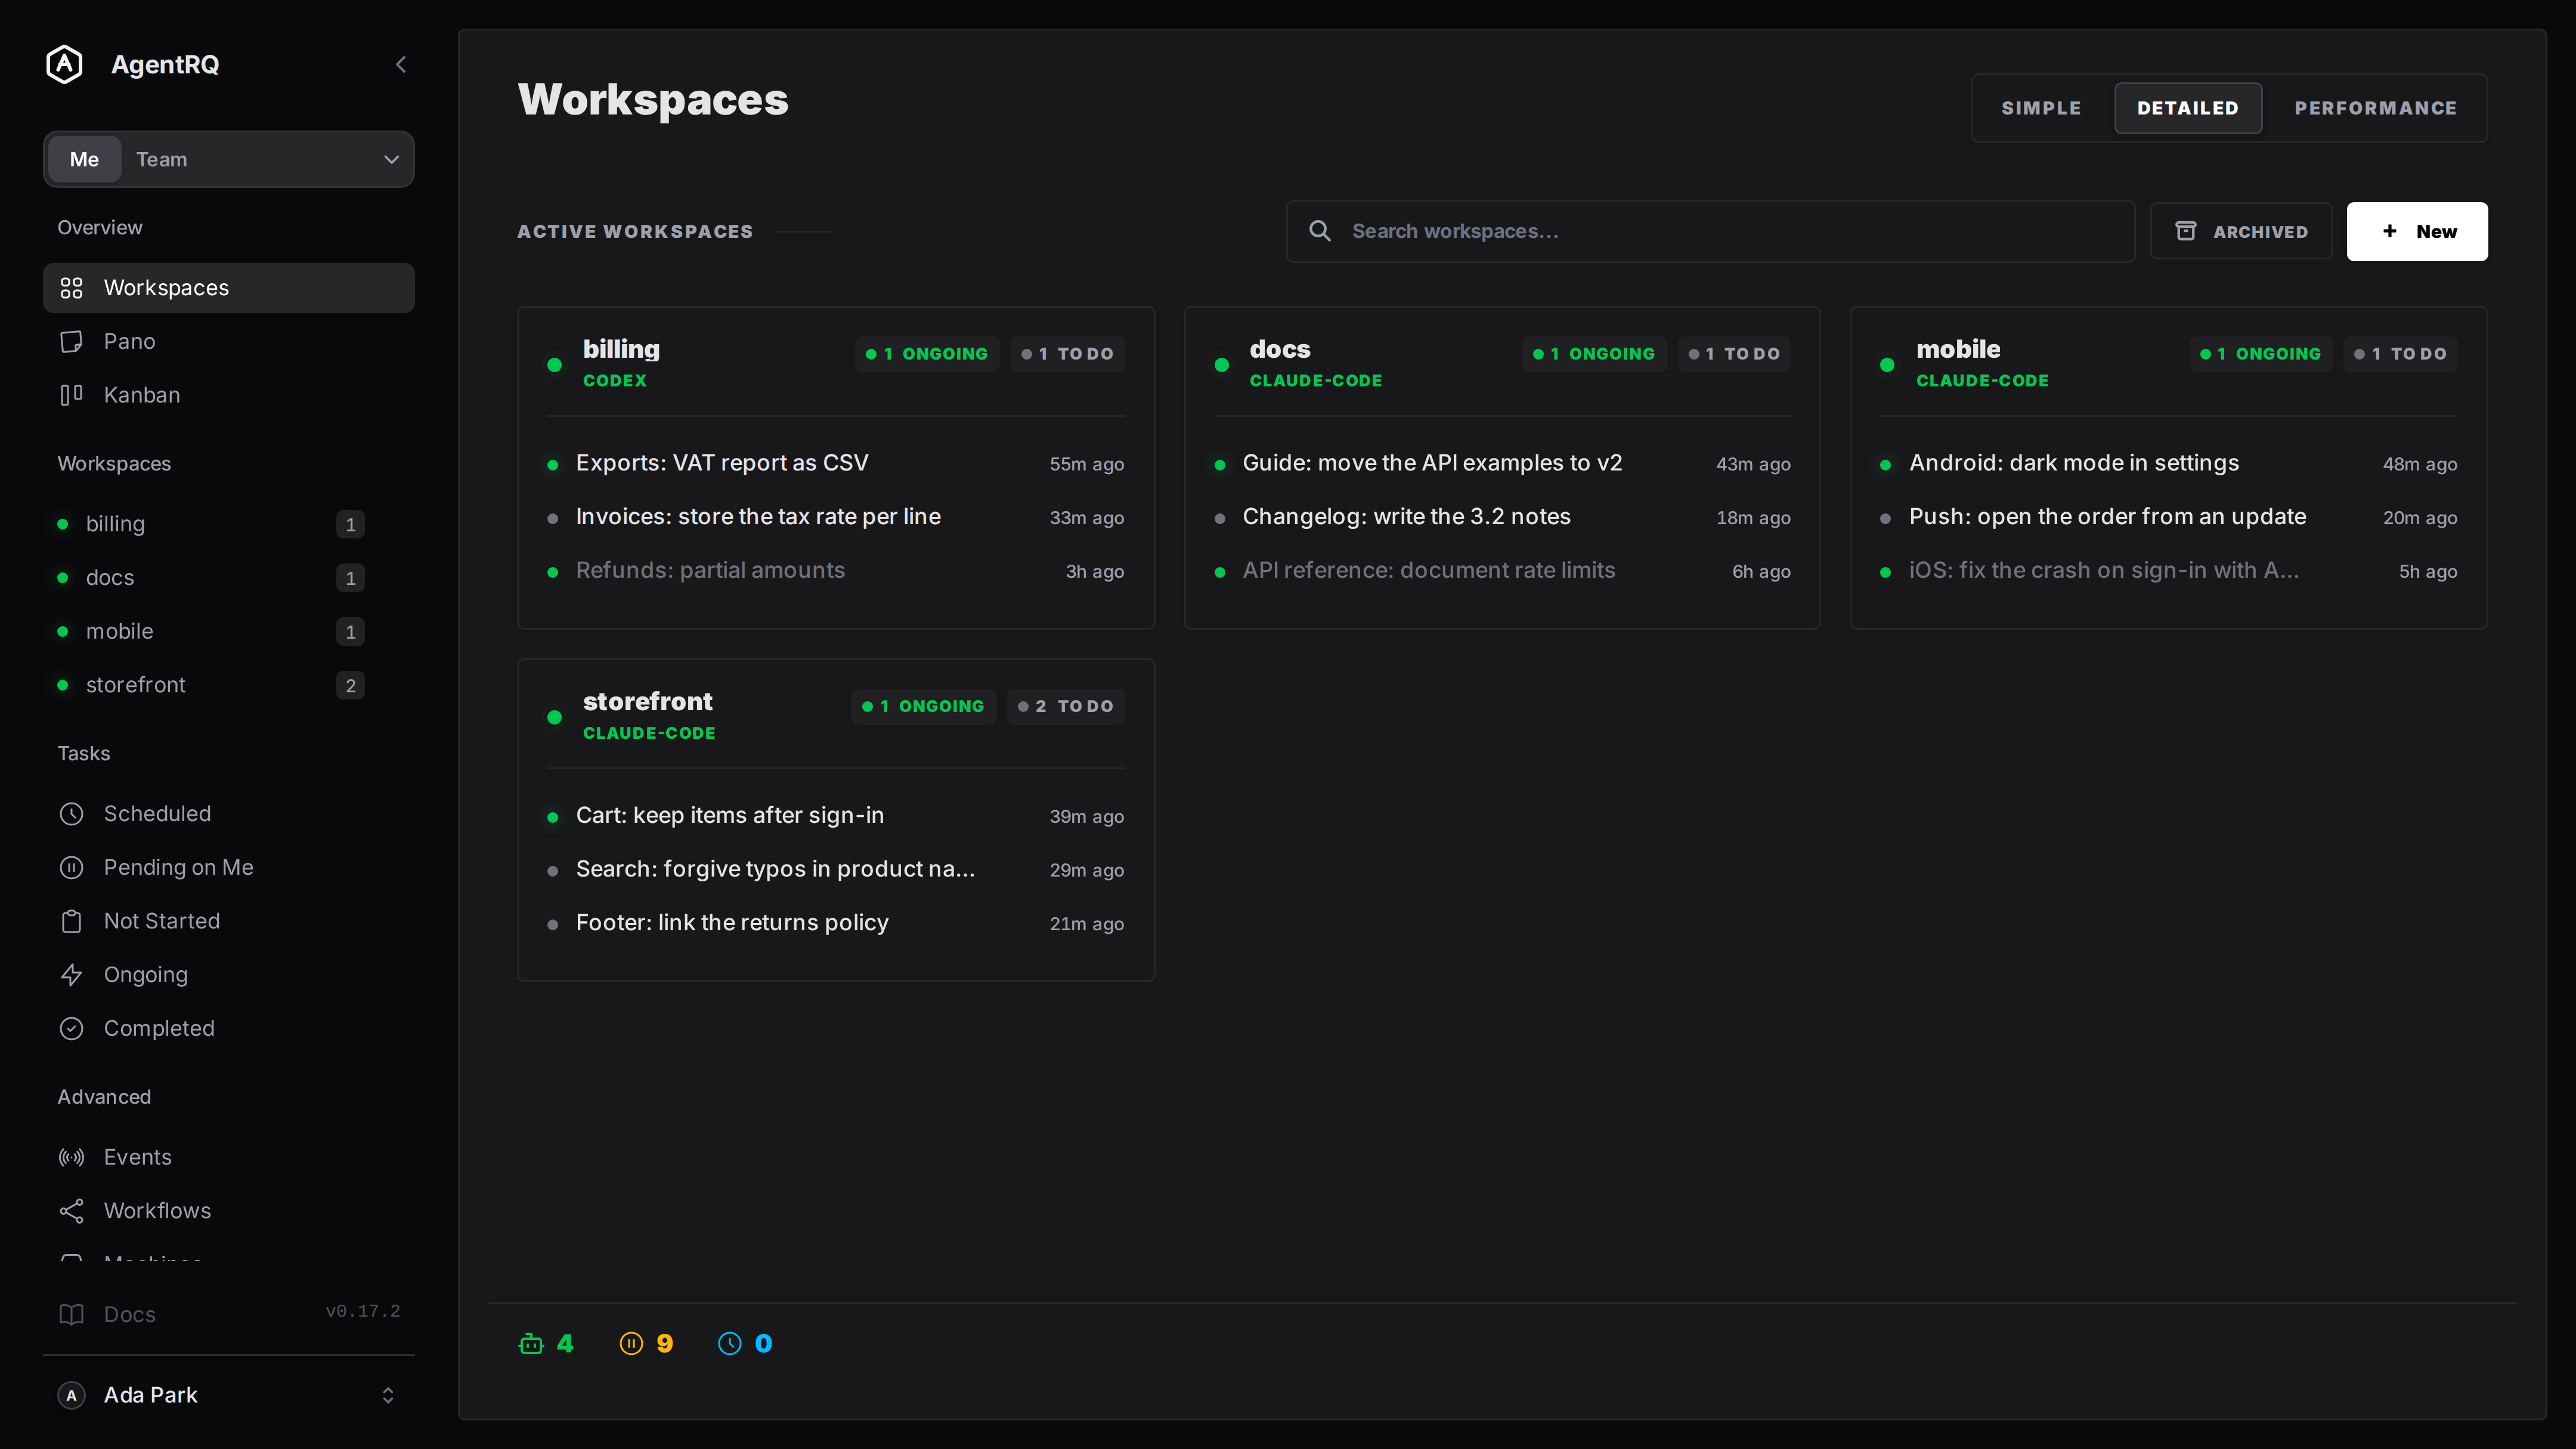 AgentRQ
Me Team
Overview
Workspaces
Pano
Kanban
Workspaces
billing 1
docs 1
mobile 1
storefront 2
Tasks
Scheduled
Pending on Me
Not Started
Ongoing
Completed
Advanced
Events
Workflows
Docs v0.17.2
A Ada Park
Workspaces
SIMPLE DETAILED PERFORMANCE
ACTIVE WORKSPACES
Search workspaces...
ARCHIVED
+ New
billing
CODEX
1 ONGOING 1 TO DO
Exports: VAT report as CSV 55m ago
Invoices: store the tax rate per line 33m ago
Refunds: partial amounts 3h ago
docs
CLAUDE-CODE
1 ONGOING 1 TO DO
Guide: move the API examples to v2 43m ago
Changelog: write the 3.2 notes 18m ago
API reference: document rate limits 6h ago
mobile
CLAUDE-CODE
1 ONGOING 1 TO DO
Android: dark mode in settings 48m ago
Push: open the order from an update 20m ago
iOS: fix the crash on sign-in with A... 5h ago
storefront
CLAUDE-CODE
1 ONGOING 2 TO DO
Cart: keep items after sign-in 39m ago
Search: forgive typos in product na... 29m ago
Footer: link the returns policy 21m ago
4 9 0